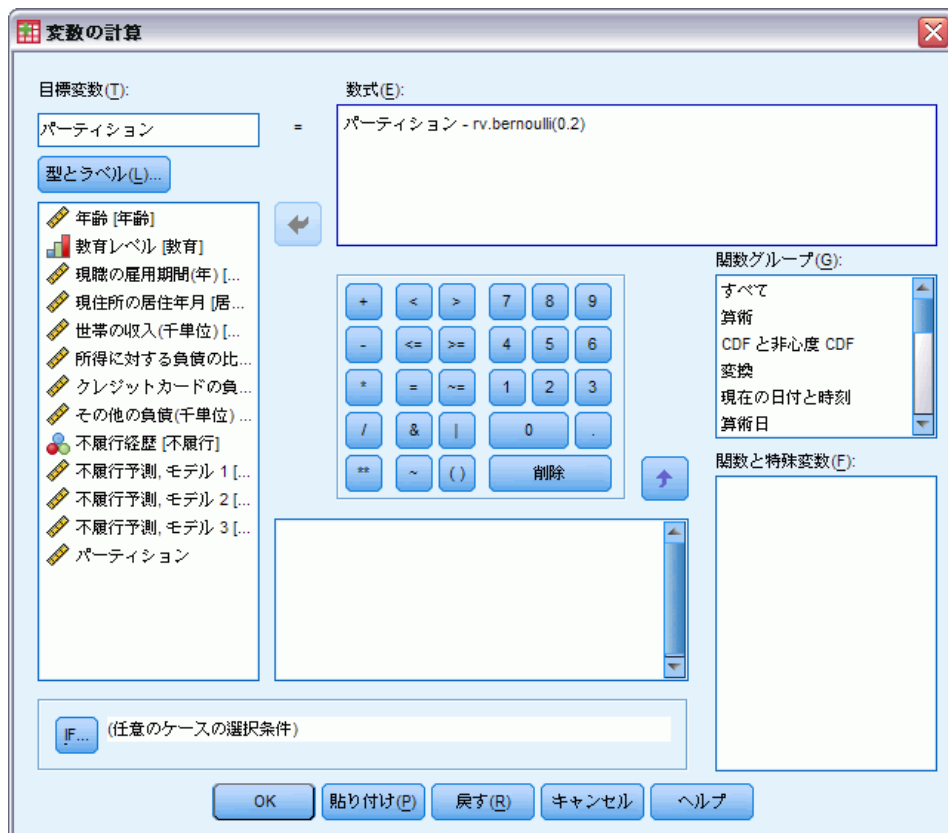 変数の計算
目標変数(T):
パーティション
=
数式(E):
パーティション - rv.bernoulli(0.2)
型とラベル(L)...
年齢 [年齢]
教育レベル [教育]
現職の雇用期間(年) [...
現住所の居住年月 [居...
世帯の収入(千単位) [...
所得に対する負債の比...
クレジットカードの負...
その他の負債(千単位) ...
不履行経歴 [不履行]
不履行予測, モデル 1 [...
不履行予測, モデル 2 [...
不履行予測, モデル 3 [...
パーティション
+ < > 7 8 9
- <= >= 4 5 6
* = ~= 1 2 3
/ & | 0 .
** ~ ( ) 削除
関数グループ(G):
すべて
算術
CDF と非心度 CDF
変換
現在の日付と時刻
算術日
関数と特殊変数(F):
IF... (任意のケースの選択条件)
OK 貼り付け(P) 戻す(R) キャンセル ヘルプ